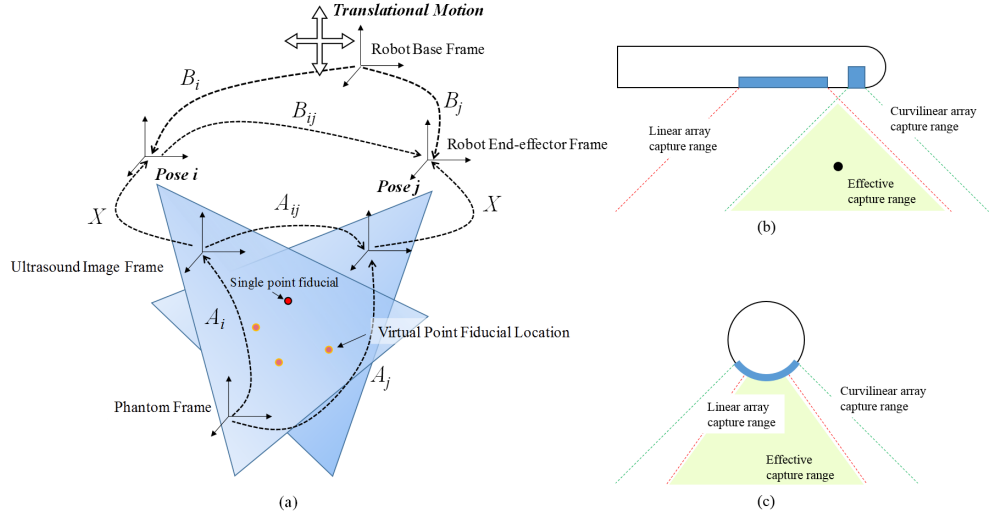 Translational Motion
Robot Base Frame
B_i
B_j
B_ij
Robot End-effector Frame
Pose i
Pose j
X
A_ij
X
Ultrasound Image Frame
Single point fiducial
A_i
Virtual Point Fiducial Location
A_j
Phantom Frame
(a)
Linear array
capture range
Curvilinear array
capture range
Effective
capture range
(b)
Linear array
capture range
Curvilinear array
capture range
Effective
capture range
(c)